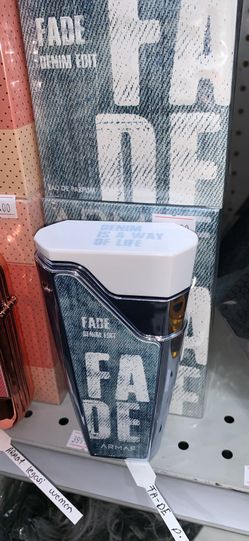 FADE
DENIM EDIT
FA
DE
EAU DE PARFUM
.00
DENIM
IS A WAY
OF LIFE
FADE
DENIM EDIT
FA
DE
ARMAF
women
FA-DE P.